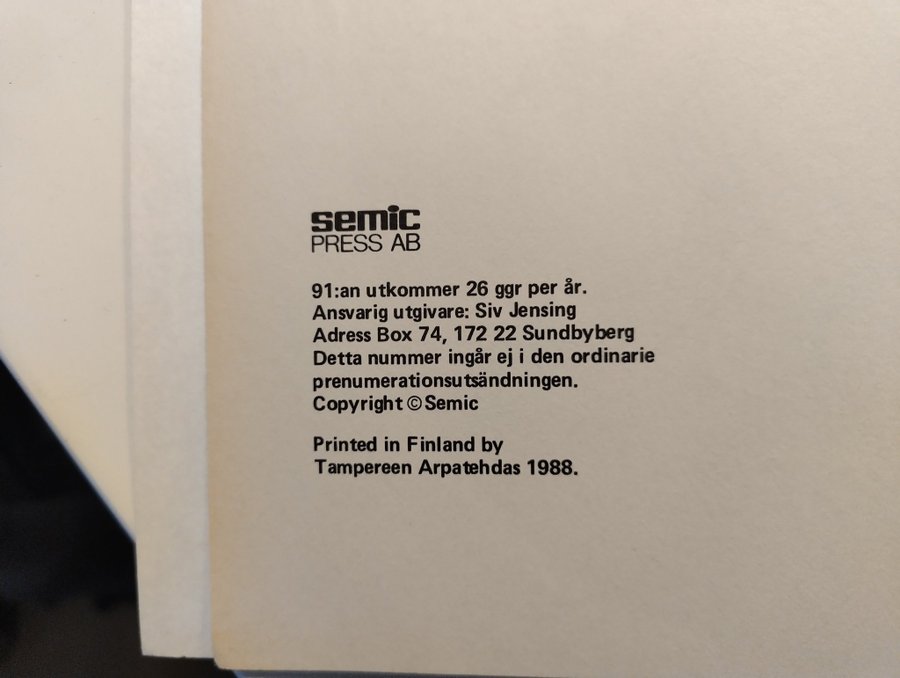 semic
PRESS AB
91:an utkommer 26 ggr per år.
Ansvarig utgivare: Siv Jensing
Adress Box 74, 172 22 Sundbyberg
Detta nummer ingår ej i den ordinarie
prenumerationsutsändningen.
Copyright © Semic
Printed in Finland by
Tampereen Arpatehdas 1988.